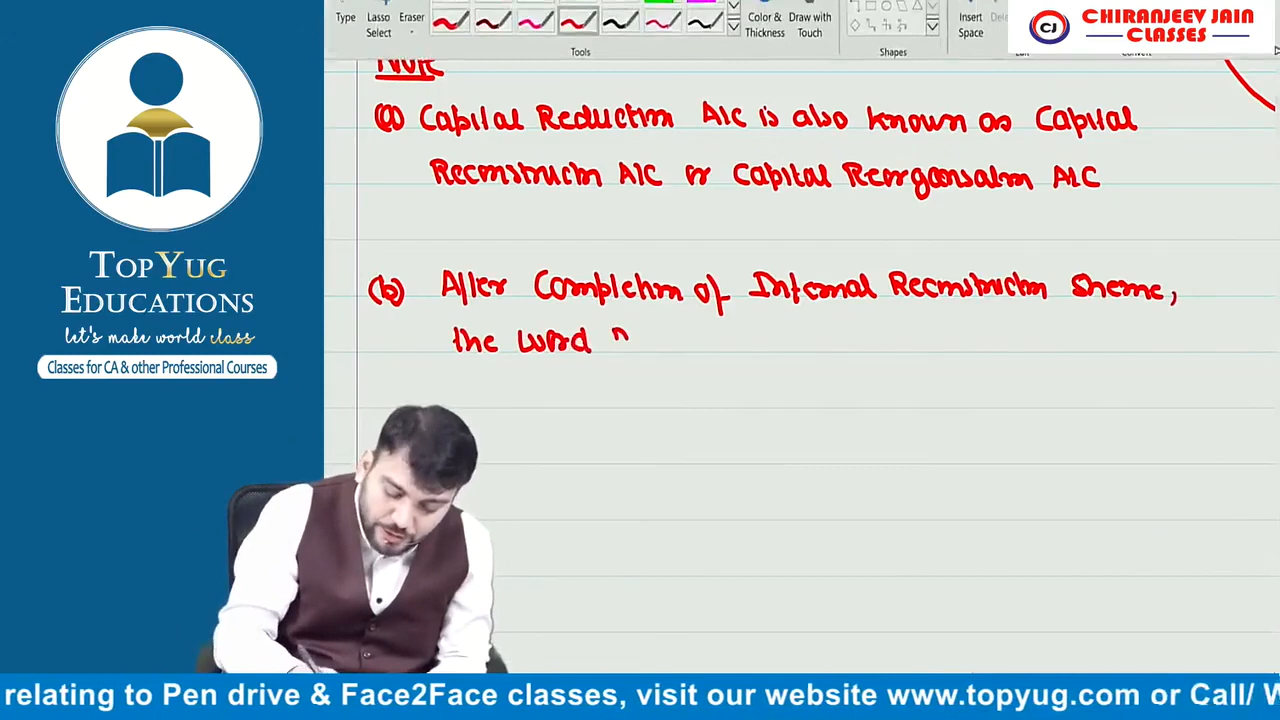 Type
Lasso Select
Eraser
Tools
Color & Thickness
Draw with Touch
Shapes
Insert Space
CJ
CHIRANJEEV JAIN CLASSES
Note
(a) Capital Reduction A/C is also known as Capital
Reconstruction A/C or Capital Reorganisation A/C
(b) After Completion of Internal Reconstruction Sheme,
the word "
TOPYUG
EDUCATIONS
let's make world class
Classes for CA & other Professional Courses
relating to Pen drive & Face2Face classes, visit our website www.topyug.com or Call/ W